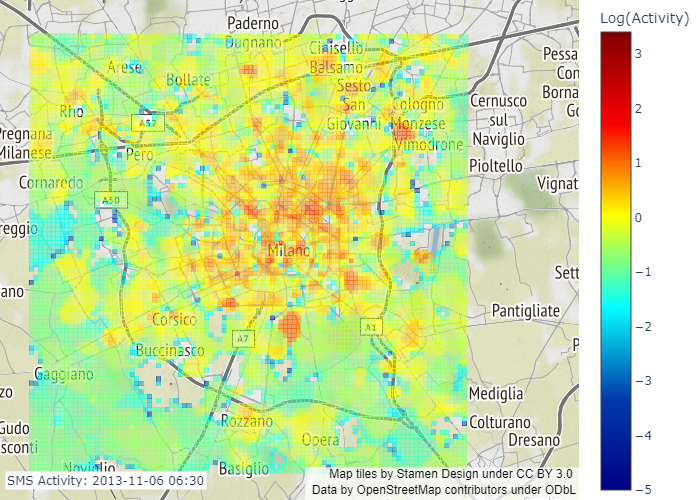 Log(Activity)
Paderno
Dugnano
Cinisello
Balsamo
Pessa
Con
Borna
Go
Arese
Bollate
Sesto
San
Giovanni
Cologno
Monzese
Vimodrone
Cernusco
sul
Naviglio
Rho
A52
Pregnana
Milanese
Pero
Pioltello
Cornaredo
Vignat
A50
reggio
Milano
Sett
ano
Pantigliate
Corsico
A7
A1
P
Buccinasco
Gaggiano
Mediglia
zo
Colturano
Dresano
Rozzano
Opera
Gudo
sconti
Noviglio
Basiglio
SMS Activity: 2013-11-06 06:30
Map tiles by Stamen Design under CC BY 3.0
Data by OpenStreetMap contributors under ODbL
3
2
1
0
−1
−2
−3
−4
−5